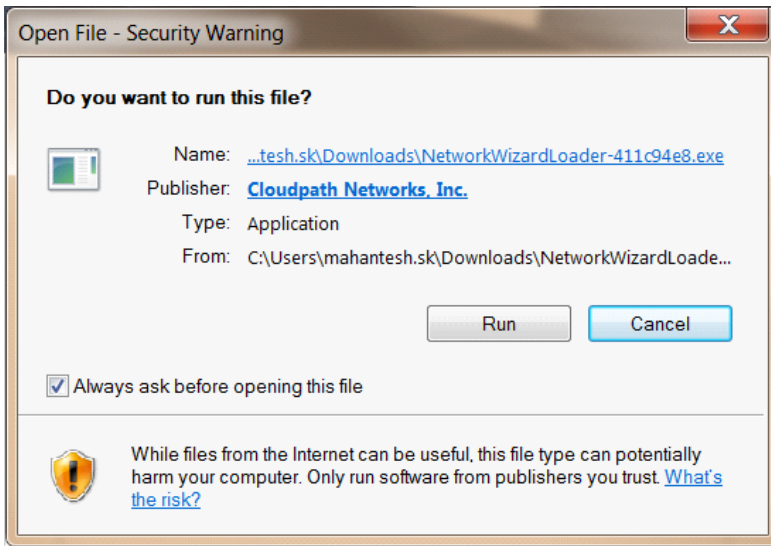 Open File - Security Warning
X
Do you want to run this file?
Name: ...tesh.sk\Downloads\NetworkWizardLoader-411c94e8.exe
Publisher: Cloudpath Networks, Inc.
Type: Application
From: C:\Users\mahantesh.sk\Downloads\NetworkWizardLoade...
Run Cancel
Always ask before opening this file
While files from the Internet can be useful, this file type can potentially
harm your computer. Only run software from publishers you trust. What's
the risk?